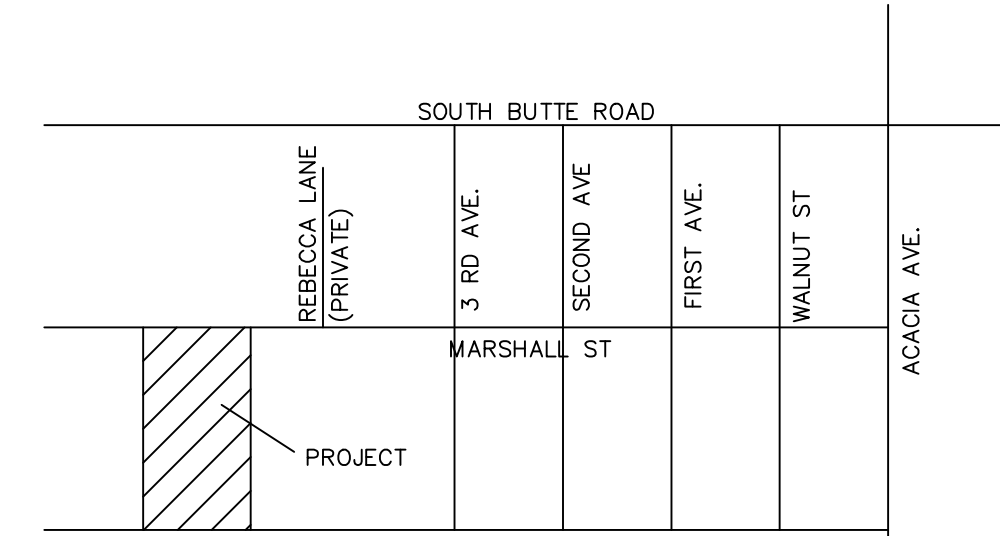 SOUTH BUTTE ROAD
REBECCA LANE
(PRIVATE)
3 RD AVE.
SECOND AVE
FIRST AVE.
WALNUT ST
ACACIA AVE.
MARSHALL ST
PROJECT